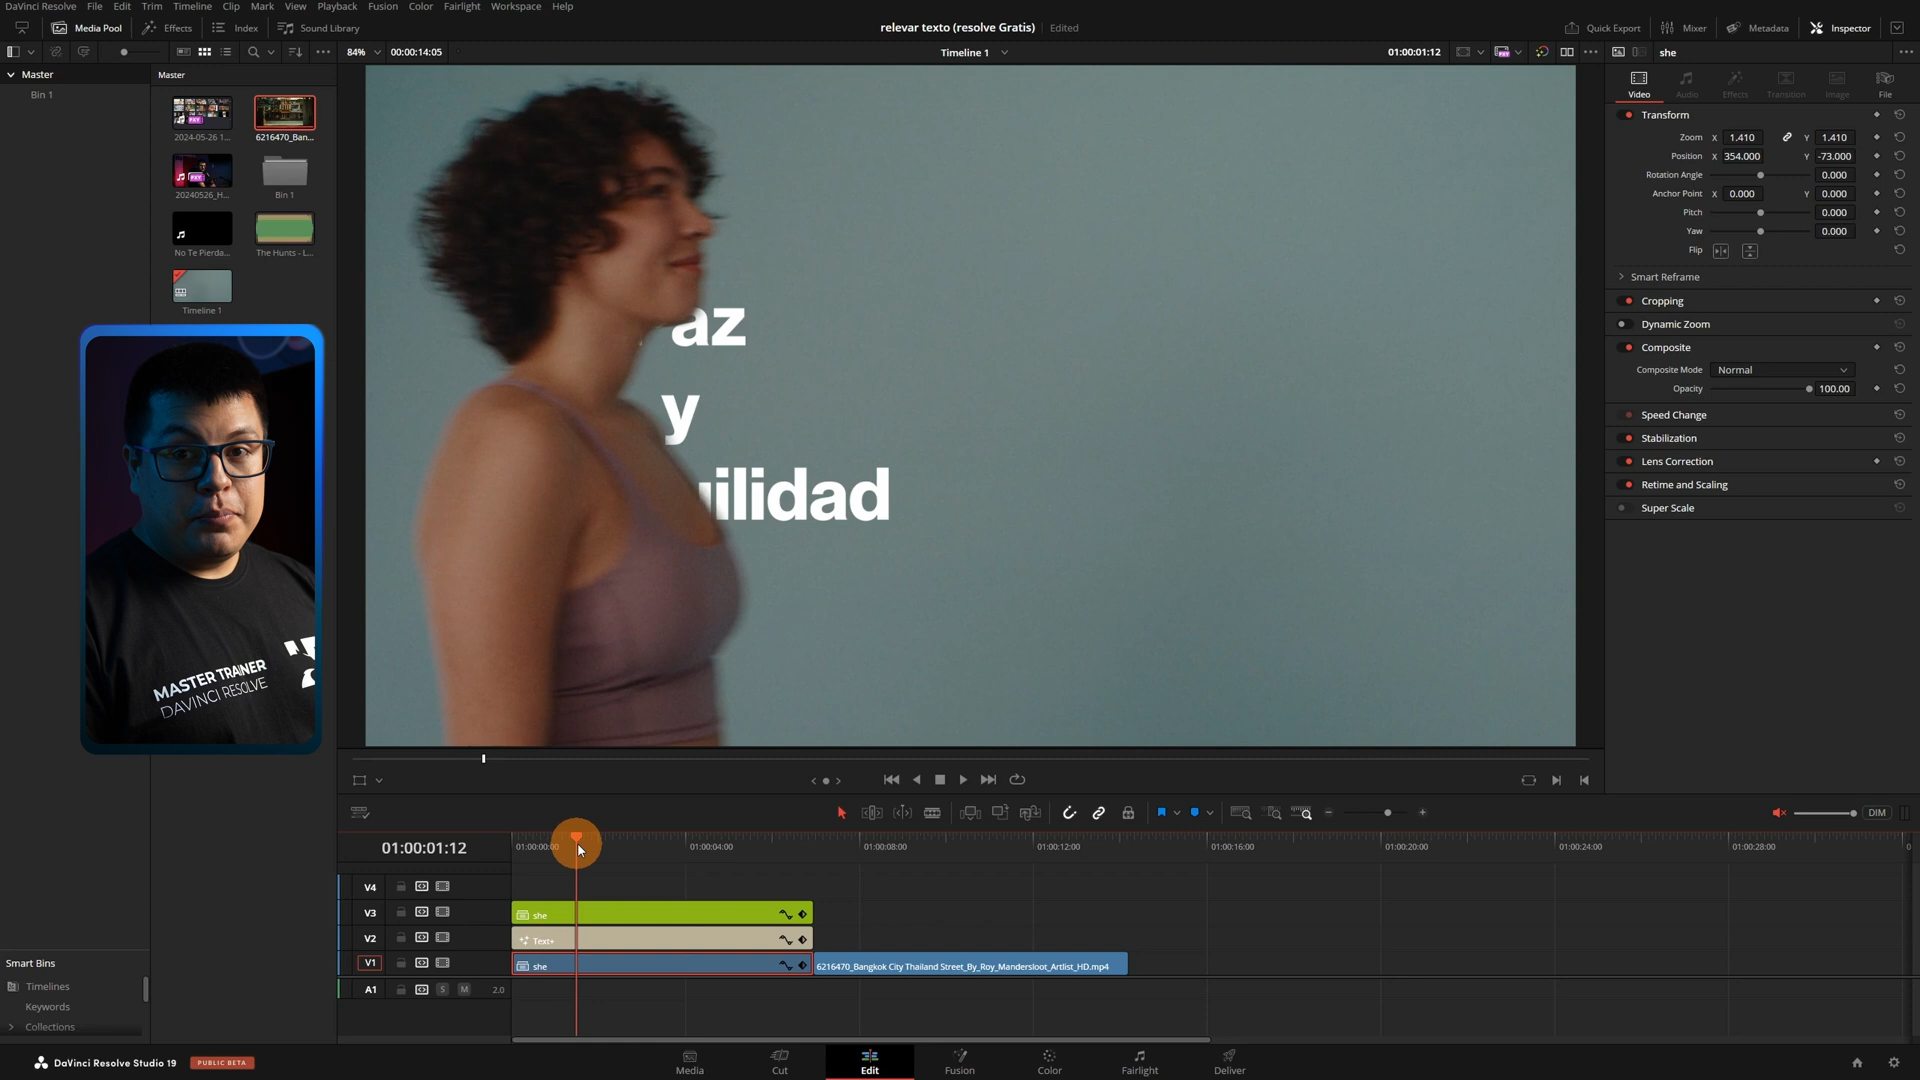 DaVinci Resolve File Edit Trim Timeline Clip Mark View Playback Fusion Color Fairlight Workspace Help
Media Pool Effects Index Sound Library relevar texto (resolve Gratis) Edited Quick Export Mixer Metadata Inspector
84% 00:00:14:05 Timeline 1 01:00:01:12 she
Master Master
Bin 1
Video Audio Effects Transition Image File
Transform
Zoom X 1.410 Y 1.410
Position X 354.000 Y -73.000
Rotation Angle 0.000
Anchor Point X 0.000 Y 0.000
Pitch 0.000
Yaw 0.000
Flip
Smart Reframe
Cropping
Dynamic Zoom
Composite
Composite Mode Normal
Opacity 100.00
Speed Change
Stabilization
Lens Correction
Retime and Scaling
Super Scale
2024-05-26 1... 6216470_Ban...
20240526_H... Bin 1
No Te Pierda... The Hunts - L...
Timeline 1
az
y
uilidad
MASTER TRAINER
DAVINCI RESOLVE
DIM
01:00:01:12 01:00:00:00 01:00:04:00 01:00:08:00 01:00:12:00 01:00:16:00 01:00:20:00 01:00:24:00 01:00:28:00
V4
V3 she
V2 Text+
V1 she 6216470_Bangkok City Thailand Street_By_Roy_Mandersloot_Artlist_HD.mp4
A1 S M 2.0
Smart Bins
Timelines
Keywords
Collections
DaVinci Resolve Studio 19 PUBLIC BETA
Media Cut Edit Fusion Color Fairlight Deliver